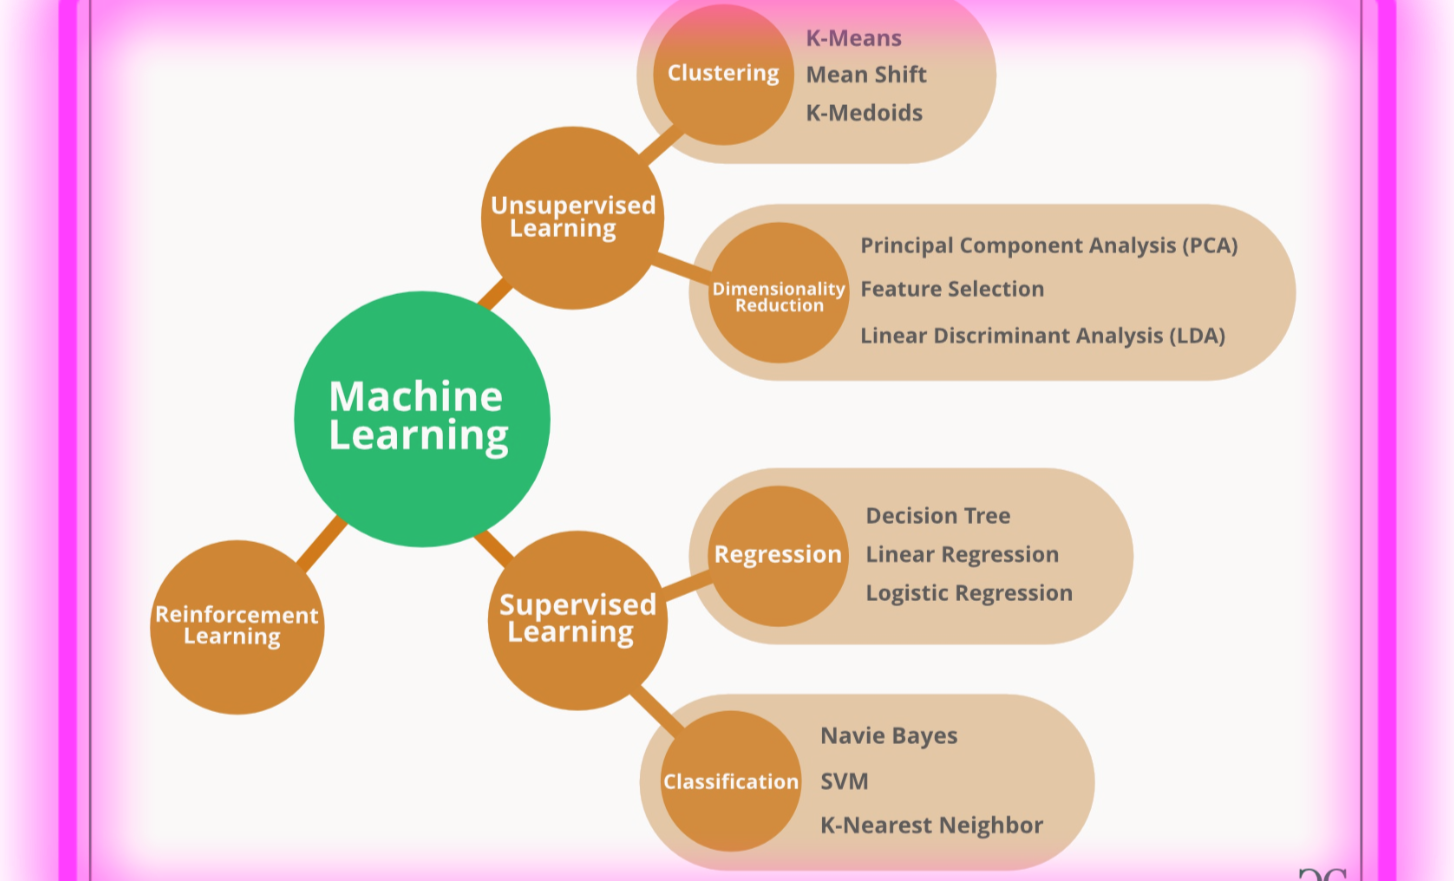 Clustering
K-Means
Mean Shift
K-Medoids
Unsupervised
Learning
Dimensionality
Reduction
Principal Component Analysis (PCA)
Feature Selection
Linear Discriminant Analysis (LDA)
Machine
Learning
Reinforcement
Learning
Supervised
Learning
Regression
Decision Tree
Linear Regression
Logistic Regression
Classification
Navie Bayes
SVM
K-Nearest Neighbor